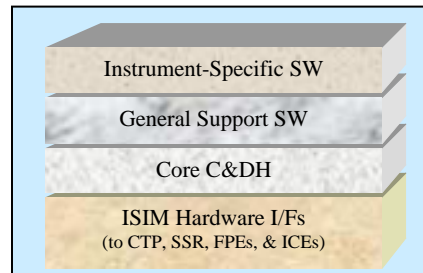 Instrument-Specific SW
General Support SW
Core C&DH
ISIM Hardware I/Fs
(to CTP, SSR, FPEs, & ICEs)